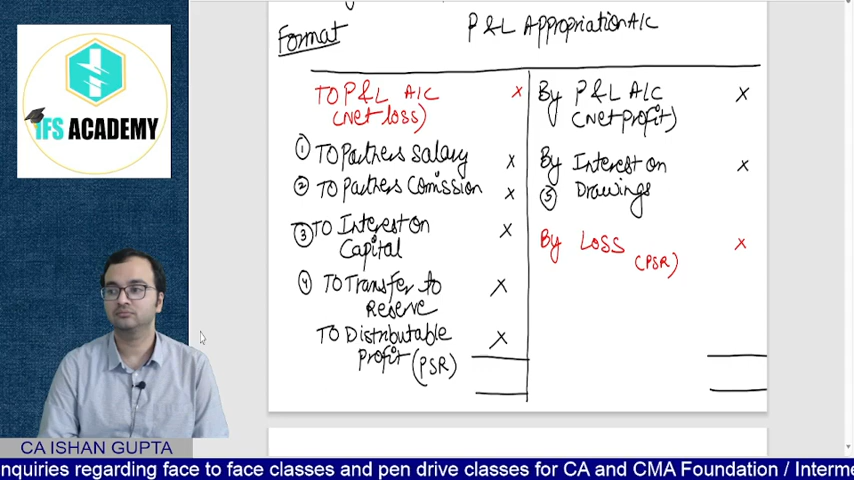 Format
P & L Appropriation A/C
TO P & L A/C x
(Net loss)
By P & L A/C x
(Net profit)
1 TO Partners Salary x
2 TO Partners Comission x
3 TO Interest on x
Capital
4 TO Transfer to x
Reserve
TO Distributable x
Profit (PSR)
By Interest on x
5 Drawings
By Loss x
(PSR)
IFS ACADEMY
CA ISHAN GUPTA
nquiries regarding face to face classes and pen drive classes for CA and CMA Foundation / Interme